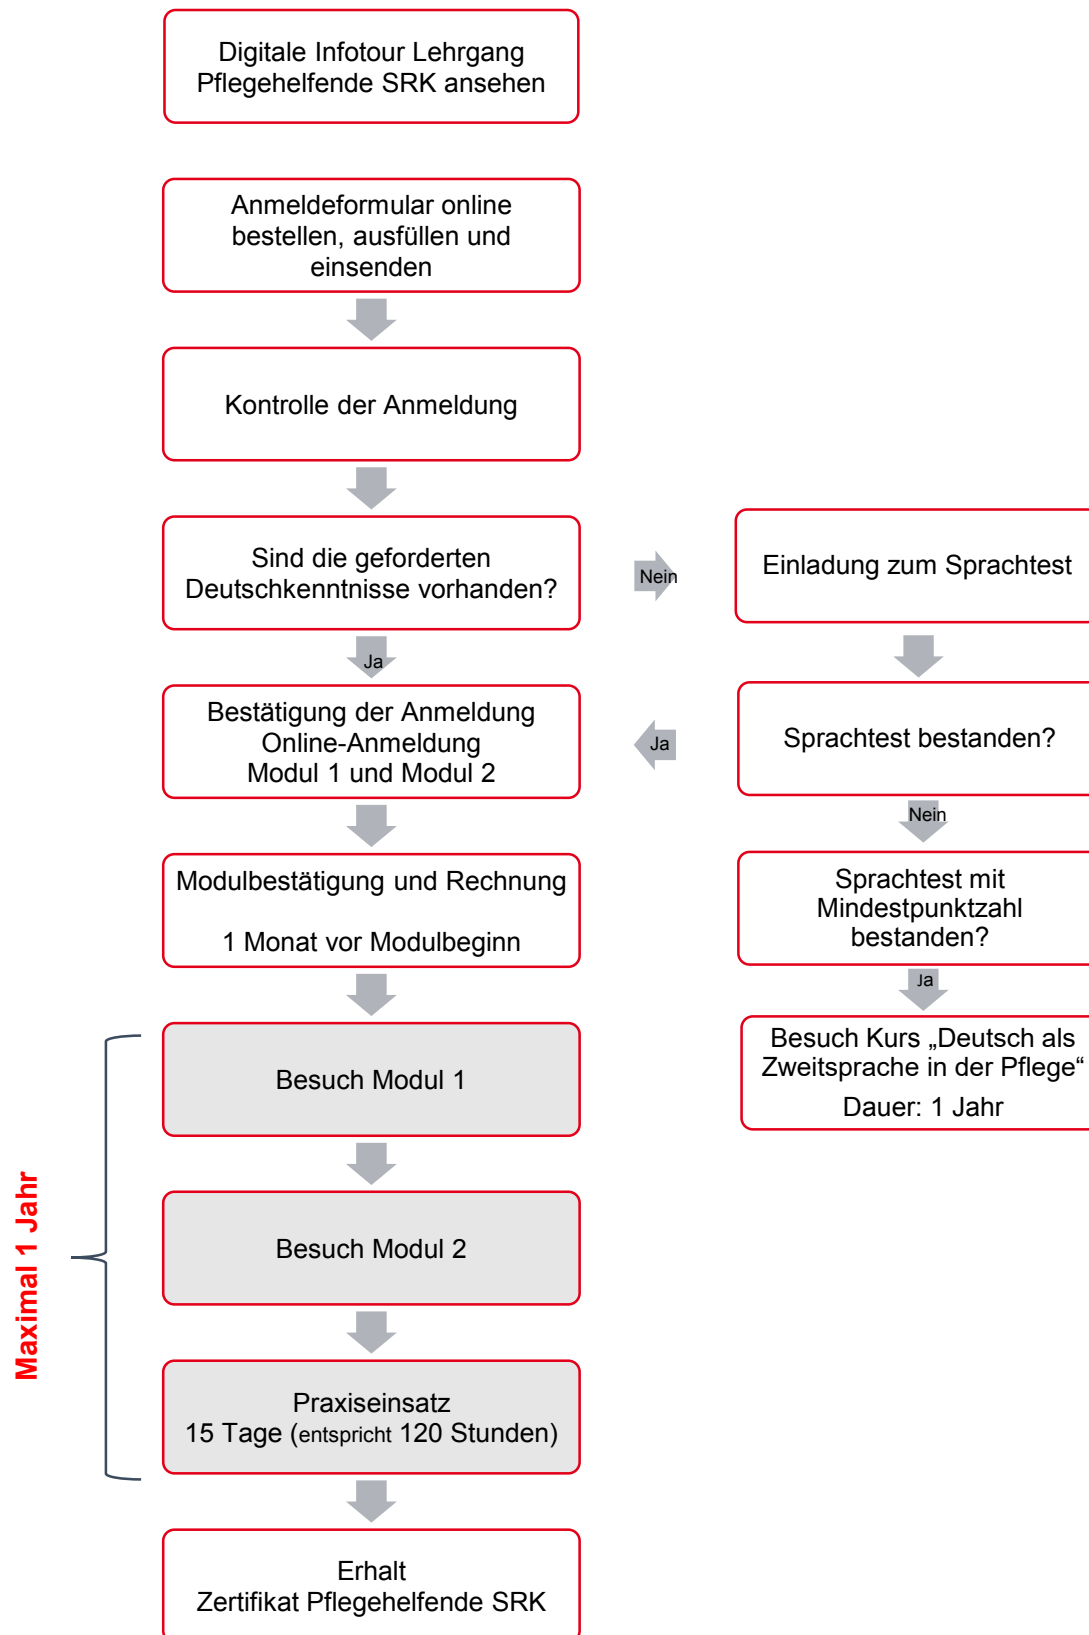 Digitale Infotour Lehrgang
Pflegehelfende SRK ansehen
Anmeldeformular online
bestellen, ausfüllen und
einsenden
Kontrolle der Anmeldung
Sind die geforderten
Deutschkenntnisse vorhanden?
Nein
Einladung zum Sprachtest
Ja
Bestätigung der Anmeldung
Online-Anmeldung
Modul 1 und Modul 2
Ja
Sprachtest bestanden?
Nein
Modulbestätigung und Rechnung
1 Monat vor Modulbeginn
Sprachtest mit
Mindestpunktzahl
bestanden?
Ja
Besuch Kurs „Deutsch als
Zweitsprache in der Pflege“
Dauer: 1 Jahr
Maximal 1 Jahr
Besuch Modul 1
Besuch Modul 2
Praxiseinsatz
15 Tage (entspricht 120 Stunden)
Erhalt
Zertifikat Pflegehelfende SRK